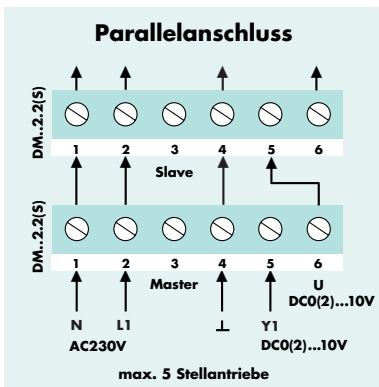 Parallelanschluss
DM..2.2(S)
1 2 3 4 5 6
Slave
DM..2.2(S)
1 2 3 4 5 6
Master
U
DC0(2)...10V
N L1 ⊥ Y1
AC230V
DC0(2)...10V
max. 5 Stellantriebe